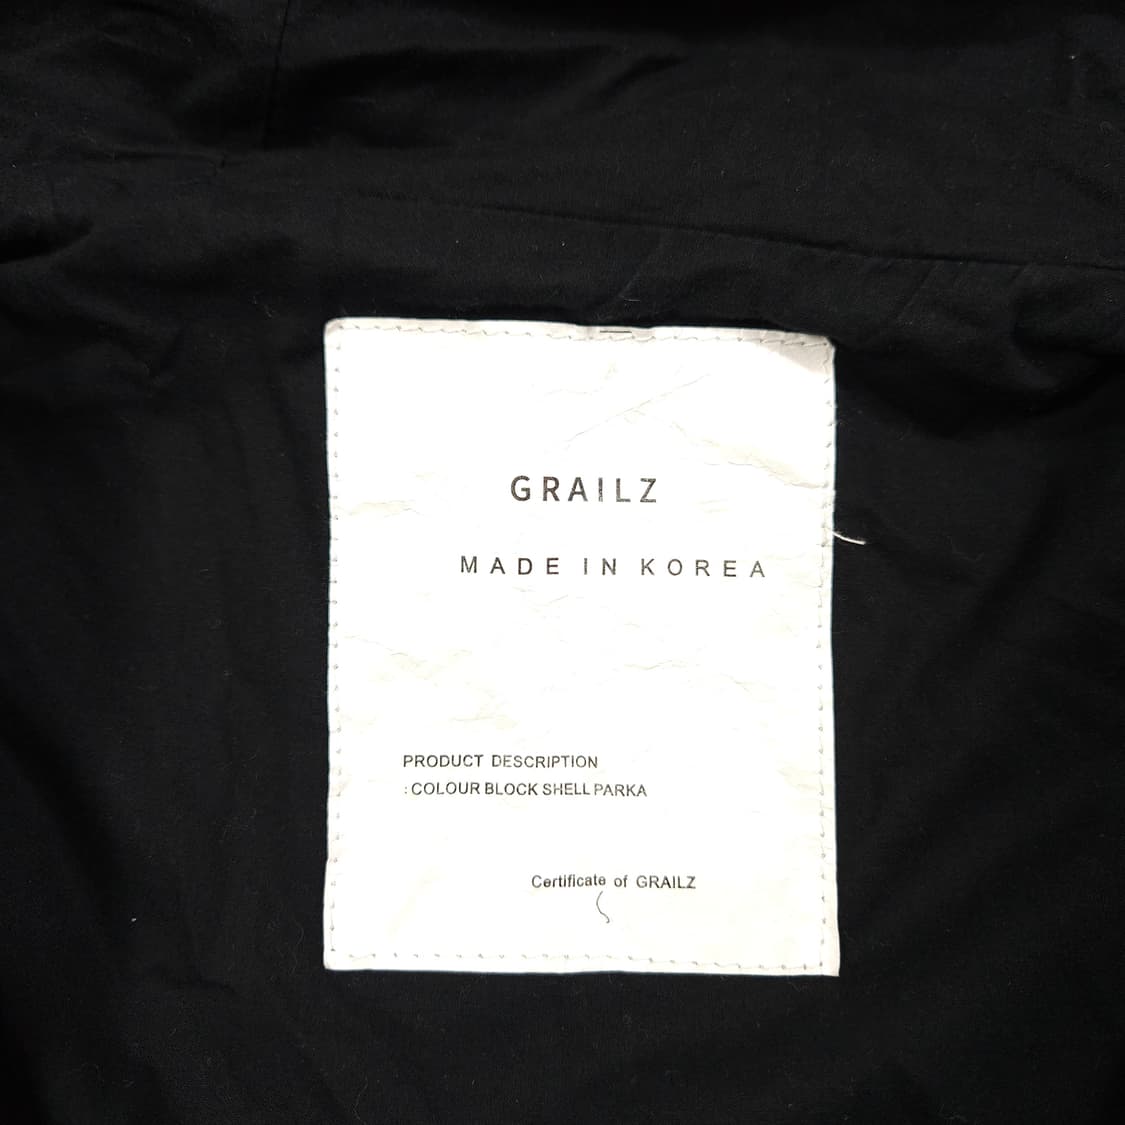 GRAILZ
MADE IN KOREA
PRODUCT DESCRIPTION
:COLOUR BLOCK SHELL PARKA
Certificate of GRAILZ